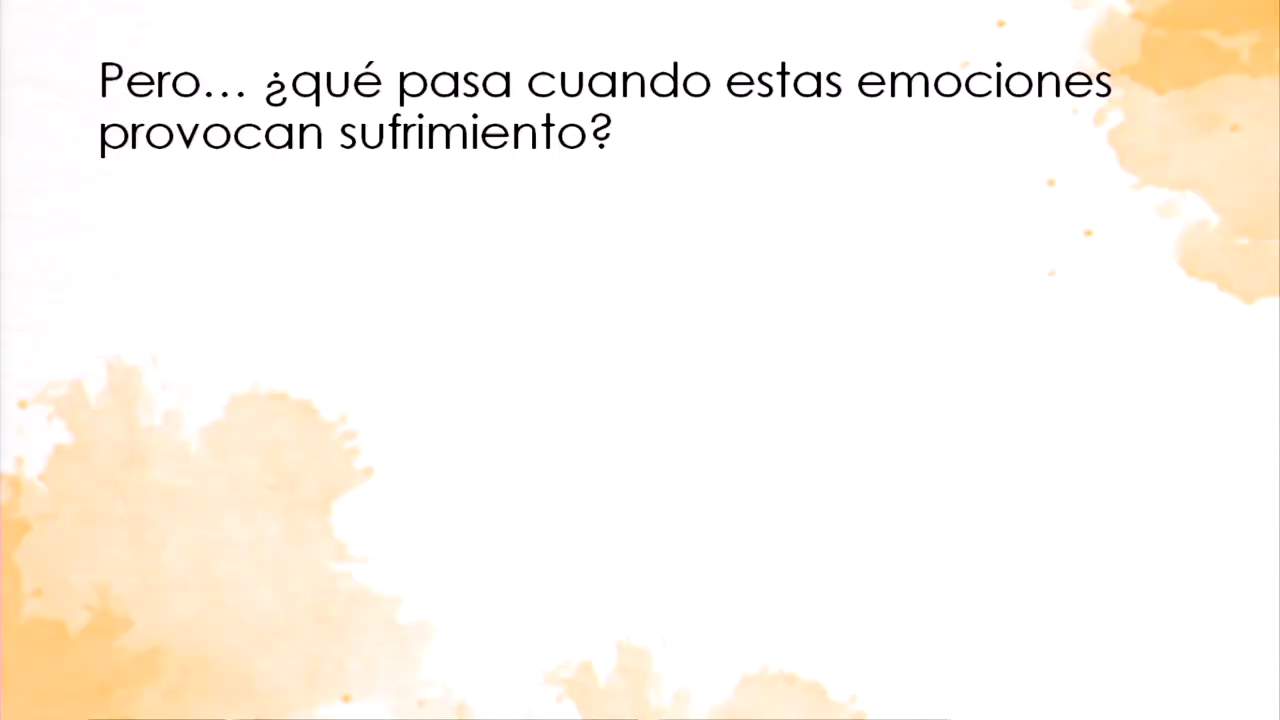 Pero… ¿qué pasa cuando estas emociones
provocan sufrimiento?